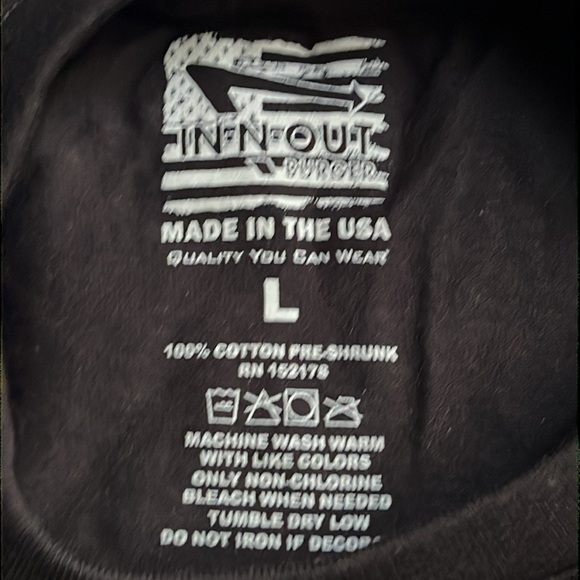 IN-N-OUT
BURGER
MADE IN THE USA
QUALITY YOU CAN WEAR
L
100% COTTON PRE-SHRUNK
RN 152178
MACHINE WASH WARM
WITH LIKE COLORS
ONLY NON-CHLORINE
BLEACH WHEN NEEDED
TUMBLE DRY LOW
DO NOT IRON IF